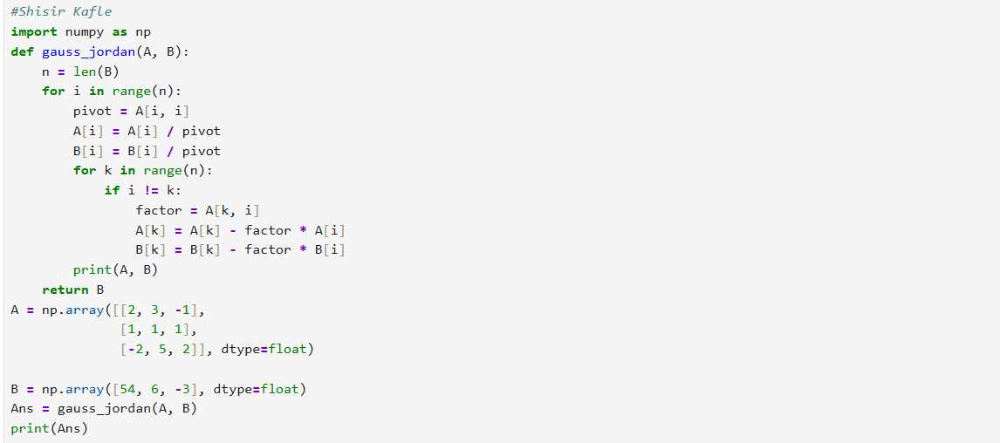 #Shisir Kafle
import numpy as np
def gauss_jordan(A, B):
    n = len(B)
    for i in range(n):
        pivot = A[i, i]
        A[i] = A[i] / pivot
        B[i] = B[i] / pivot
        for k in range(n):
            if i != k:
                factor = A[k, i]
                A[k] = A[k] - factor * A[i]
                B[k] = B[k] - factor * B[i]
        print(A, B)
    return B
A = np.array([[2, 3, -1],
              [1, 1, 1],
              [-2, 5, 2]], dtype=float)

B = np.array([54, 6, -3], dtype=float)
Ans = gauss_jordan(A, B)
print(Ans)